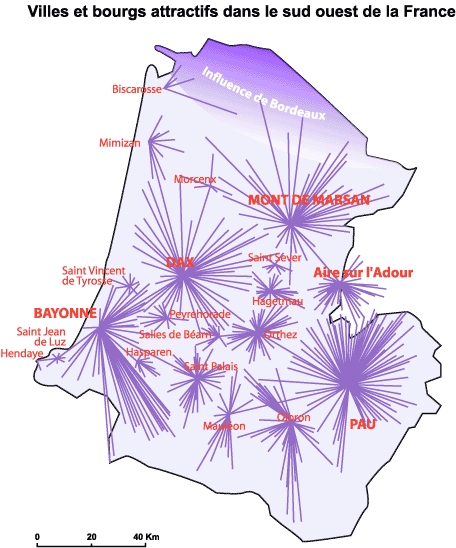 Villes et bourgs attractifs dans le sud ouest de la France
Influence de Bordeaux
Biscarosse
Mimizan
Morcenx
MONT DE MARSAN
DAX
Saint Sever
Aire sur l'Adour
Saint Vincent
de Tyrosse
Hagetmau
BAYONNE
Peyrehorade
Saint Jean
de Luz
Salies de Béarn
Orthez
Hendaye
Hasparren
Saint Palais
Mauléon
Oloron
PAU
0 20 40 Km